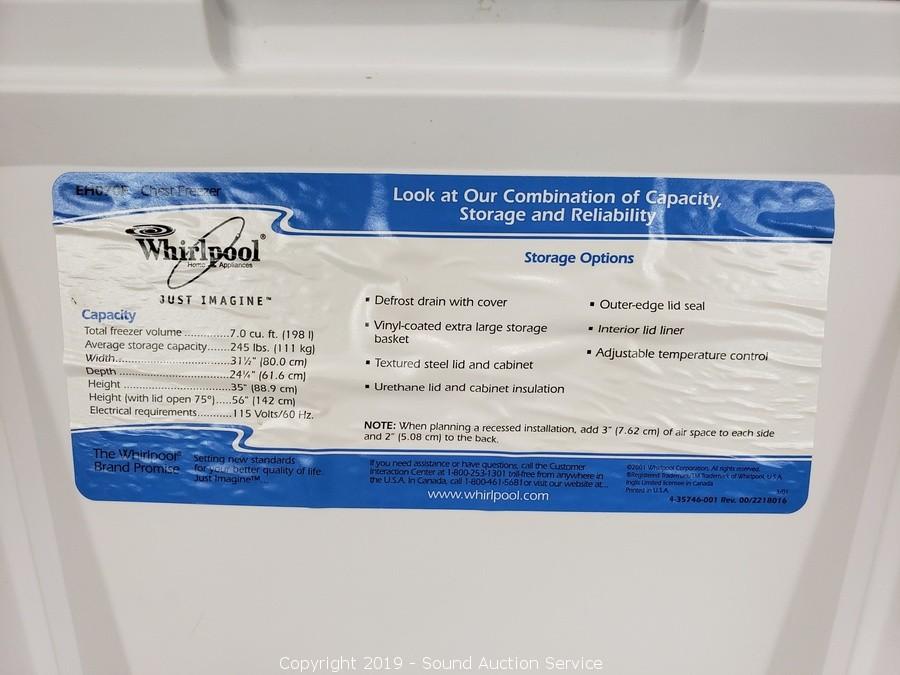 Chest Freezer
Look at Our Combination of Capacity,
Storage and Reliability
Whirlpool®
Home Appliances
JUST IMAGINE™
Capacity
Total freezer volume ..............7.0 cu. ft. (198 l)
Average storage capacity......245 lbs. (111 kg)
Width..................................31½" (80.0 cm)
Depth ..................................24¼" (61.6 cm)
Height .................................35" (88.9 cm)
Height (with lid open 75°).....56" (142 cm)
Electrical requirements...........115 Volts/60 Hz.
Storage Options
▪ Defrost drain with cover
▪ Vinyl-coated extra large storage
basket
▪ Textured steel lid and cabinet
▪ Urethane lid and cabinet insulation
▪ Outer-edge lid seal
▪ Interior lid liner
▪ Adjustable temperature control
NOTE: When planning a recessed installation, add 3" (7.62 cm) of air space to each side
and 2" (5.08 cm) to the back.
The Whirlpool®
Brand Promise
Setting new standards
for your better quality of life.
Just Imagine™
If you need assistance or have questions, call the Customer
Interaction Center at 1-800-253-1301 toll-free from anywhere in
the U.S.A. In Canada, call 1-800-461-5681 or visit our website at...
www.whirlpool.com
©2001 Whirlpool Corporation. All rights reserved.
®Registered Trademark/TM Trademark of Whirlpool, U.S.A.
Inglis Limited licensee in Canada
Printed in U.S.A.
4-35746-001 Rev. 00/2218016
Copyright 2019 - Sound Auction Service